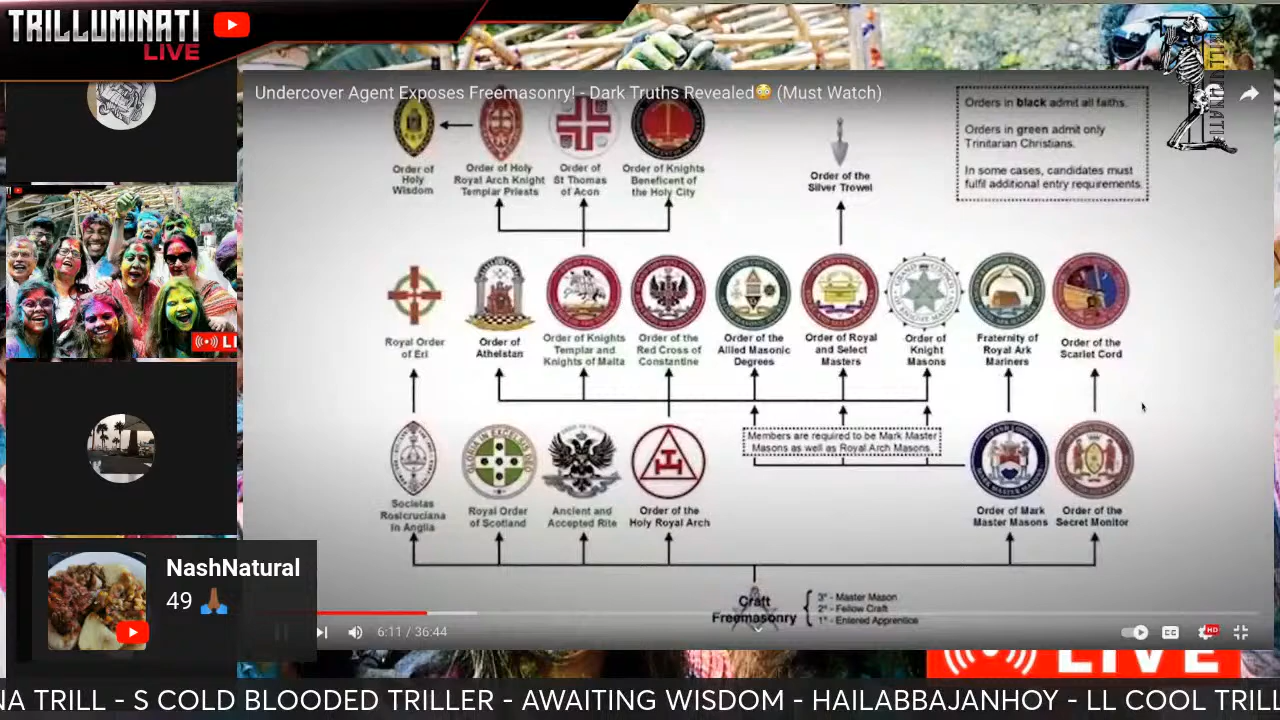 TRILLUMINATI
LIVE
TRILLUMINATI
Undercover Agent Exposes Freemasonry! - Dark Truths Revealed😳 (Must Watch)
Orders in black admit all faiths.
Orders in green admit only
Trinitarian Christians.
In some cases, candidates must
fulfil additional entry requirements.
Order of
Holy
Wisdom
Order of Holy
Royal Arch Knight
Templar Priests
Order of
St Thomas
of Acon
Order of Knights
Beneficent of
the Holy City
Order of the
Silver Trowel
Royal Order
of Eri
Order of
Athelstan
Order of Knights
Templar and
Knights of Malta
Order of the
Red Cross of
Constantine
Order of the
Allied Masonic
Degrees
Order of Royal
and Select
Masters
Order of
Knight
Masons
Fraternity of
Royal Ark
Mariners
Order of the
Scarlet Cord
Members are required to be Mark Master
Masons as well as Royal Arch Masons.
Societas
Rosicruciana
in Anglia
Royal Order
of Scotland
Ancient and
Accepted Rite
Order of the
Holy Royal Arch
Order of Mark
Master Masons
Order of the
Secret Monitor
Craft
Freemasonry
3° - Master Mason
2° - Fellow Craft
1° - Entered Apprentice
LI
NashNatural
49 🙏🏾
6:11 / 36:44
CC
HD
LIVE
NA TRILL - S COLD BLOODED TRILLER - AWAITING WISDOM - HAILABBAJANHOY - LL COOL TRILL